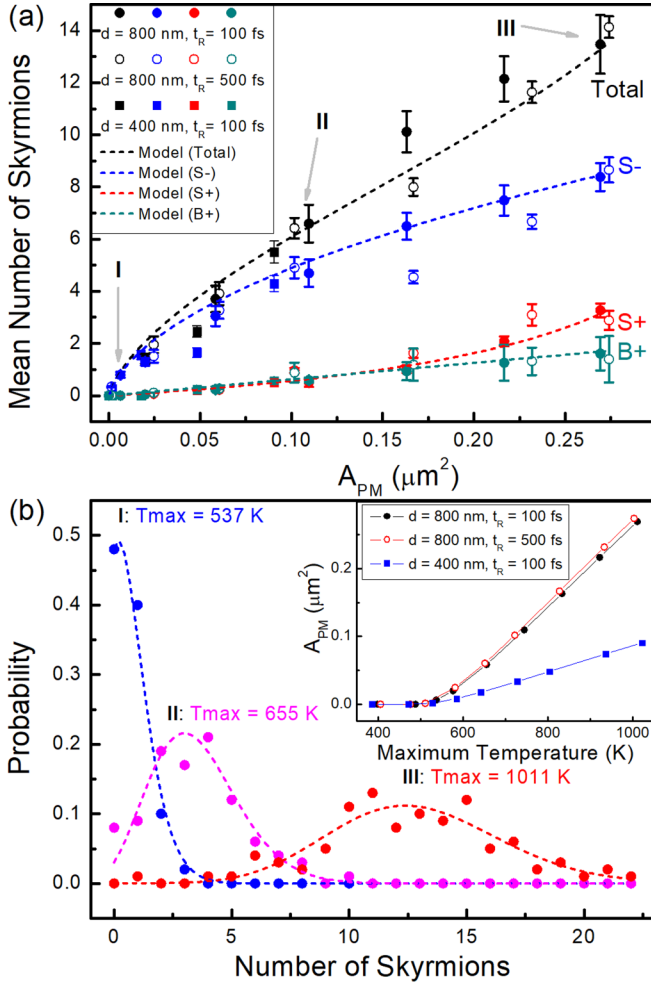 (a)
d = 800 nm, t_R = 100 fs
d = 800 nm, t_R = 500 fs
d = 400 nm, t_R = 100 fs
Model (Total)
Model (S-)
Model (S+)
Model (B+)
I
II
III
Total
S-
S+
B+
14
12
10
8
6
4
2
0
Mean Number of Skyrmions
0.00
0.05
0.10
0.15
0.20
0.25
A_PM (μm²)
(b)
I: Tmax = 537 K
II: Tmax = 655 K
III: Tmax = 1011 K
d = 800 nm, t_R = 100 fs
d = 800 nm, t_R = 500 fs
d = 400 nm, t_R = 100 fs
0.2
0.1
0.0
A_PM (μm²)
400
600
800
1000
Maximum Temperature (K)
0.5
0.4
0.3
0.2
0.1
0.0
Probability
0
5
10
15
20
Number of Skyrmions